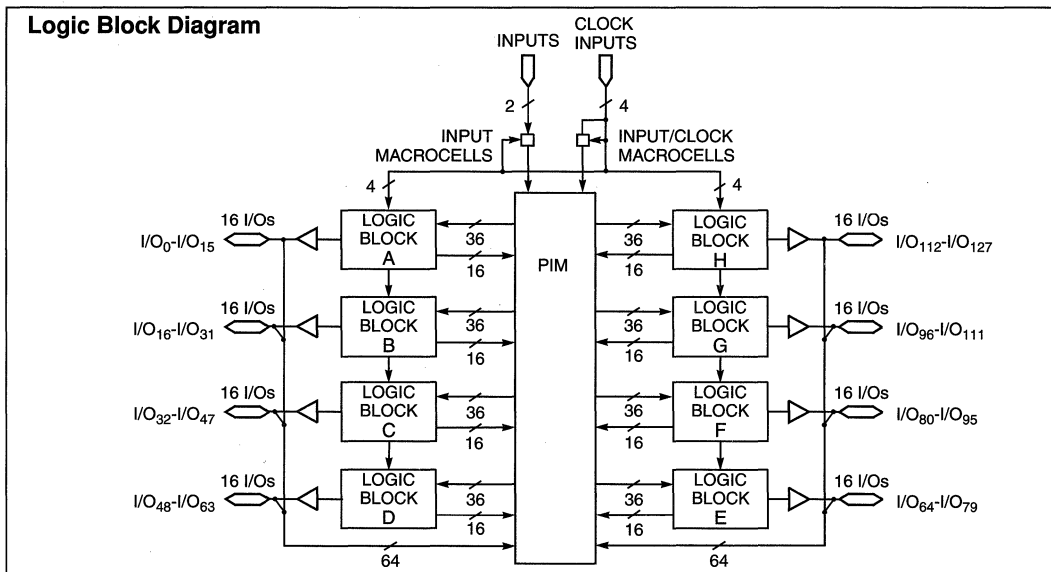 Logic Block Diagram
INPUTS
CLOCK
INPUTS
2
4
INPUT
MACROCELLS
INPUT/CLOCK
MACROCELLS
4
4
16 I/Os
I/O0-I/O15
LOGIC
BLOCK
A
36
16
PIM
36
16
LOGIC
BLOCK
H
16 I/Os
I/O112-I/O127
16 I/Os
I/O16-I/O31
LOGIC
BLOCK
B
36
16
36
16
LOGIC
BLOCK
G
16 I/Os
I/O96-I/O111
16 I/Os
I/O32-I/O47
LOGIC
BLOCK
C
36
16
36
16
LOGIC
BLOCK
F
16 I/Os
I/O80-I/O95
16 I/Os
I/O48-I/O63
LOGIC
BLOCK
D
36
16
36
16
LOGIC
BLOCK
E
16 I/Os
I/O64-I/O79
64
64